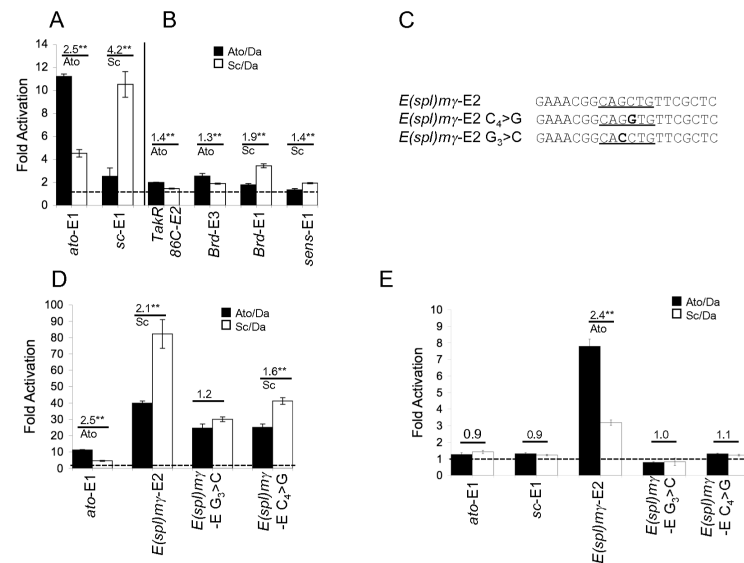 A
B
C
2.5**
Ato
4.2**
Sc
Ato/Da
Sc/Da
1.4**
Ato
1.3**
Ato
1.9**
Sc
1.4**
Sc
Fold Activation
14
12
10
8
6
4
2
0
ato-E1
sc-E1
TakR
86C-E2
Brd-E3
Brd-E1
sens-E1
E(spl)mγ-E2 GAAACGGCAGCTGTTCGCTC
E(spl)mγ-E2 C4>G GAAACGGCAGGTGTTCGCTC
E(spl)mγ-E2 G3>C GAAACGGCACCTGTTCGCTC
D
Fold Activation
100
90
80
70
60
50
40
30
20
10
0
2.5**
Ato
2.1**
Sc
1.2
1.6**
Sc
Ato/Da
Sc/Da
ato-E1
E(spl)mγ-E2
E(spl)mγ
-E G3>C
E(spl)mγ
-E C4>G
E
Fold Activation
10
9
8
7
6
5
4
3
2
1
0
0.9
0.9
2.4**
Ato
1.0
1.1
Ato/Da
Sc/Da
ato-E1
sc-E1
E(spl)mγ-E2
E(spl)mγ
-E G3>C
E(spl)mγ
-E C4>G